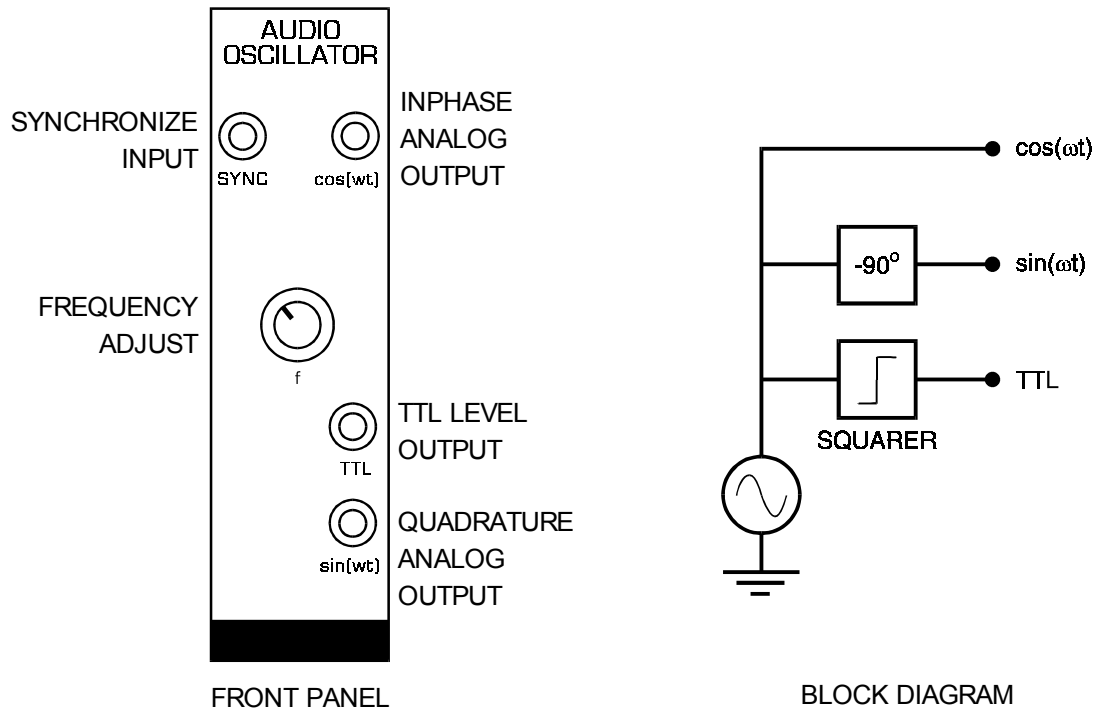 AUDIO
OSCILLATOR
SYNCHRONIZE
INPUT
SYNC
cos(wt)
INPHASE
ANALOG
OUTPUT
FREQUENCY
ADJUST
f
TTL
TTL LEVEL
OUTPUT
sin(wt)
QUADRATURE
ANALOG
OUTPUT
FRONT PANEL
cos(ωt)
-90°
sin(ωt)
TTL
SQUARER
BLOCK DIAGRAM